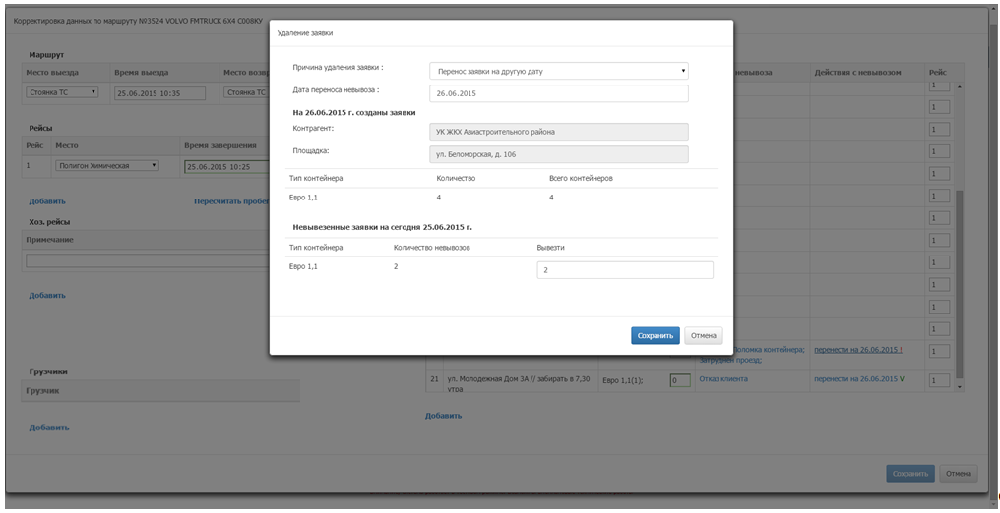 Корректировка данных по маршруту №3524 VOLVO FMTRUCK 6X4 С008КУ
Маршрут
Место выезда Время выезда Место
Стоянка ТС 25.06.2015 10:35 Стоянка ТС
Рейсы
Рейс Место Время завершения
1 Полигон Химическая 25.06.2015 10:25
Добавить Пересчитать
Хоз. рейсы
Примечание
Добавить
Грузчики
Грузчик
Добавить
Удаление заявки
Причина удаления заявки : Перенос заявки на другую дату
Дата переноса невывоза : 26.06.2015
На 26.06.2015 г. созданы заявки
Контрагент: УК ЖКХ Авиастроительного района
Площадка: ул. Беломорская, д. 106
Тип контейнера Количество Всего контейнеров
Евро 1,1 4 4
Невывезенные заявки на сегодня 25.06.2015 г.
Тип контейнера Количество невывозов Вывезти
Евро 1,1 2 2
Сохранить Отмена
невывоза Действия с невывозом Рейс
1
1
1
1
1
1
1
1
1
1
1
1
Поломка контейнера; перенести на 26.06.2015 ! 1
Затруднен проезд;
21 ул. Молодежная Дом 3А // забирать в 7,30 Евро 1,1(1); 0 Отказ клиента перенести на 26.06.2015 V 1
утра
Добавить
Сохранить Отмена